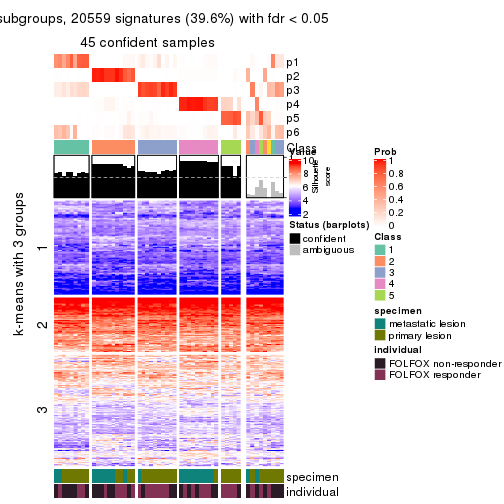 subgroups, 20559 signatures (39.6%) with fdr < 0.05
45 confident samples
p1
p2
p3
p4
p5
p6
Class
k-means with 3 groups
1
2
3
specimen
individual
Value
10
8
6
4
2
1
0
Silhouette
score
Status (barplots)
confident
ambiguous
Prob
1
0.8
0.6
0.4
0.2
0
Class
1
2
3
4
5
specimen
metastatic lesion
primary lesion
individual
FOLFOX non-responder
FOLFOX responder